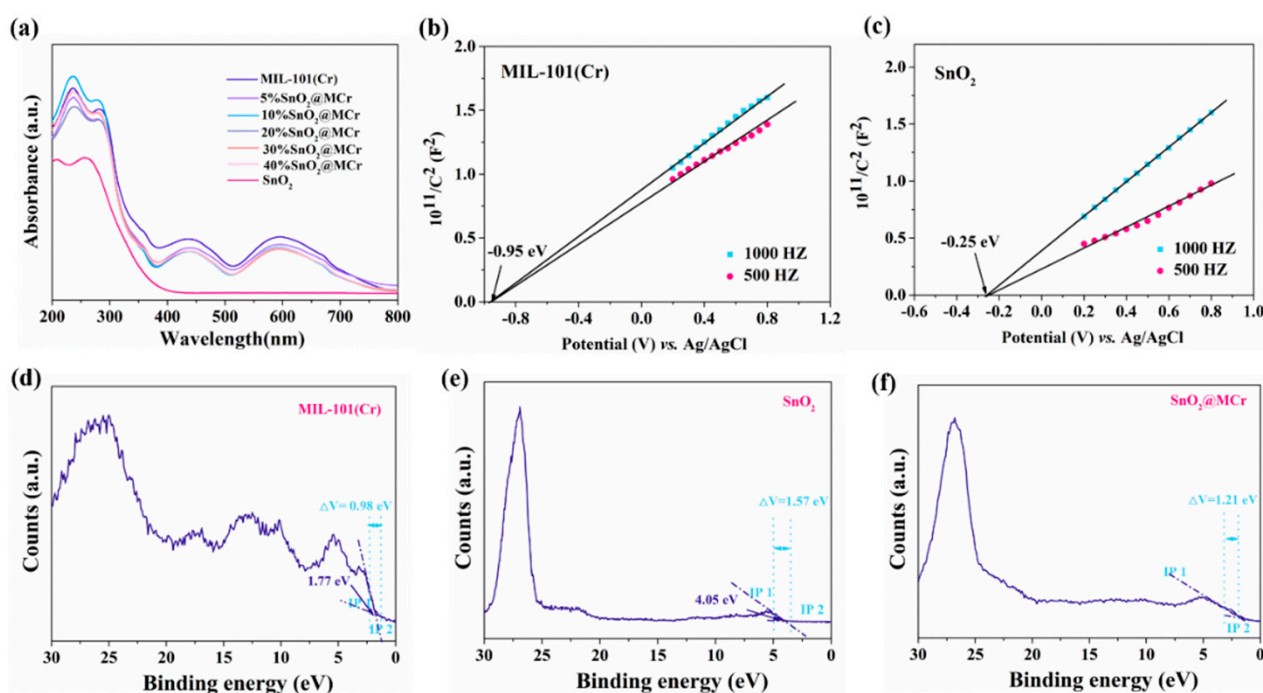 (a)
Absorbance (a.u.)
MIL-101(Cr)
5%SnO₂@MCr
10%SnO₂@MCr
20%SnO₂@MCr
30%SnO₂@MCr
40%SnO₂@MCr
SnO₂
200 300 400 500 600 700 800
Wavelength(nm)
(b)
10¹¹/C² (F²)
2.0
1.5
1.0
0.5
0.0
MIL-101(Cr)
-0.95 eV
1000 HZ
500 HZ
-0.8 -0.4 0.0 0.4 0.8 1.2
Potential (V) vs. Ag/AgCl
(c)
10¹¹/C² (F²)
2.0
1.5
1.0
0.5
0.0
SnO₂
-0.25 eV
1000 HZ
500 HZ
-0.6 -0.4 -0.2 0.0 0.2 0.4 0.6 0.8 1.0
Potential (V) vs. Ag/AgCl
(d)
Counts (a.u.)
MIL-101(Cr)
△V= 0.98 eV
1.77 eV
IP 1
IP 2
30 25 20 15 10 5 0
Binding energy (eV)
(e)
Counts (a.u.)
SnO₂
△V=1.57 eV
IP 1
4.05 eV
IP 2
30 25 20 15 10 5 0
Binding energy (eV)
(f)
Counts (a.u.)
SnO₂@MCr
△V=1.21 eV
IP 1
IP 2
30 25 20 15 10 5 0
Binding energy (eV)